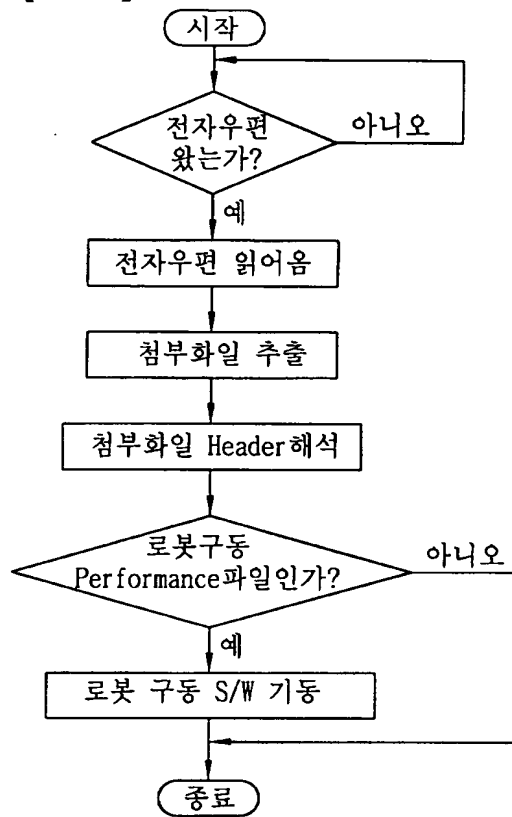 시작
전자우편
왔는가?
아니오
예
전자우편 읽어옴
첨부화일 추출
첨부화일 Header해석
로봇구동
Performance파일인가?
아니오
예
로봇 구동 S/W 기동
종료